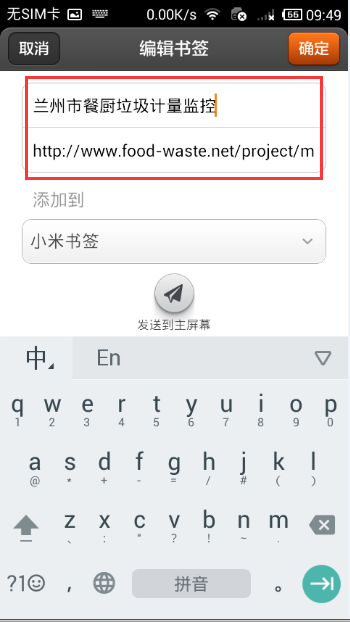 无SIM卡 0.00K/s 66 09:49
取消 编辑书签 确定
兰州市餐厨垃圾计量监控
http://www.food-waste.net/project/m
添加到
小米书签
发送到主屏幕
中 En
q w e r t y u i o p
1 2 3 4 5 6 7 8 9 0
a s d f g h j k l
@ * + - = / # ( )
z x c v b n m
、 : " ? ! ~ .
?1☺ , 拼音 。